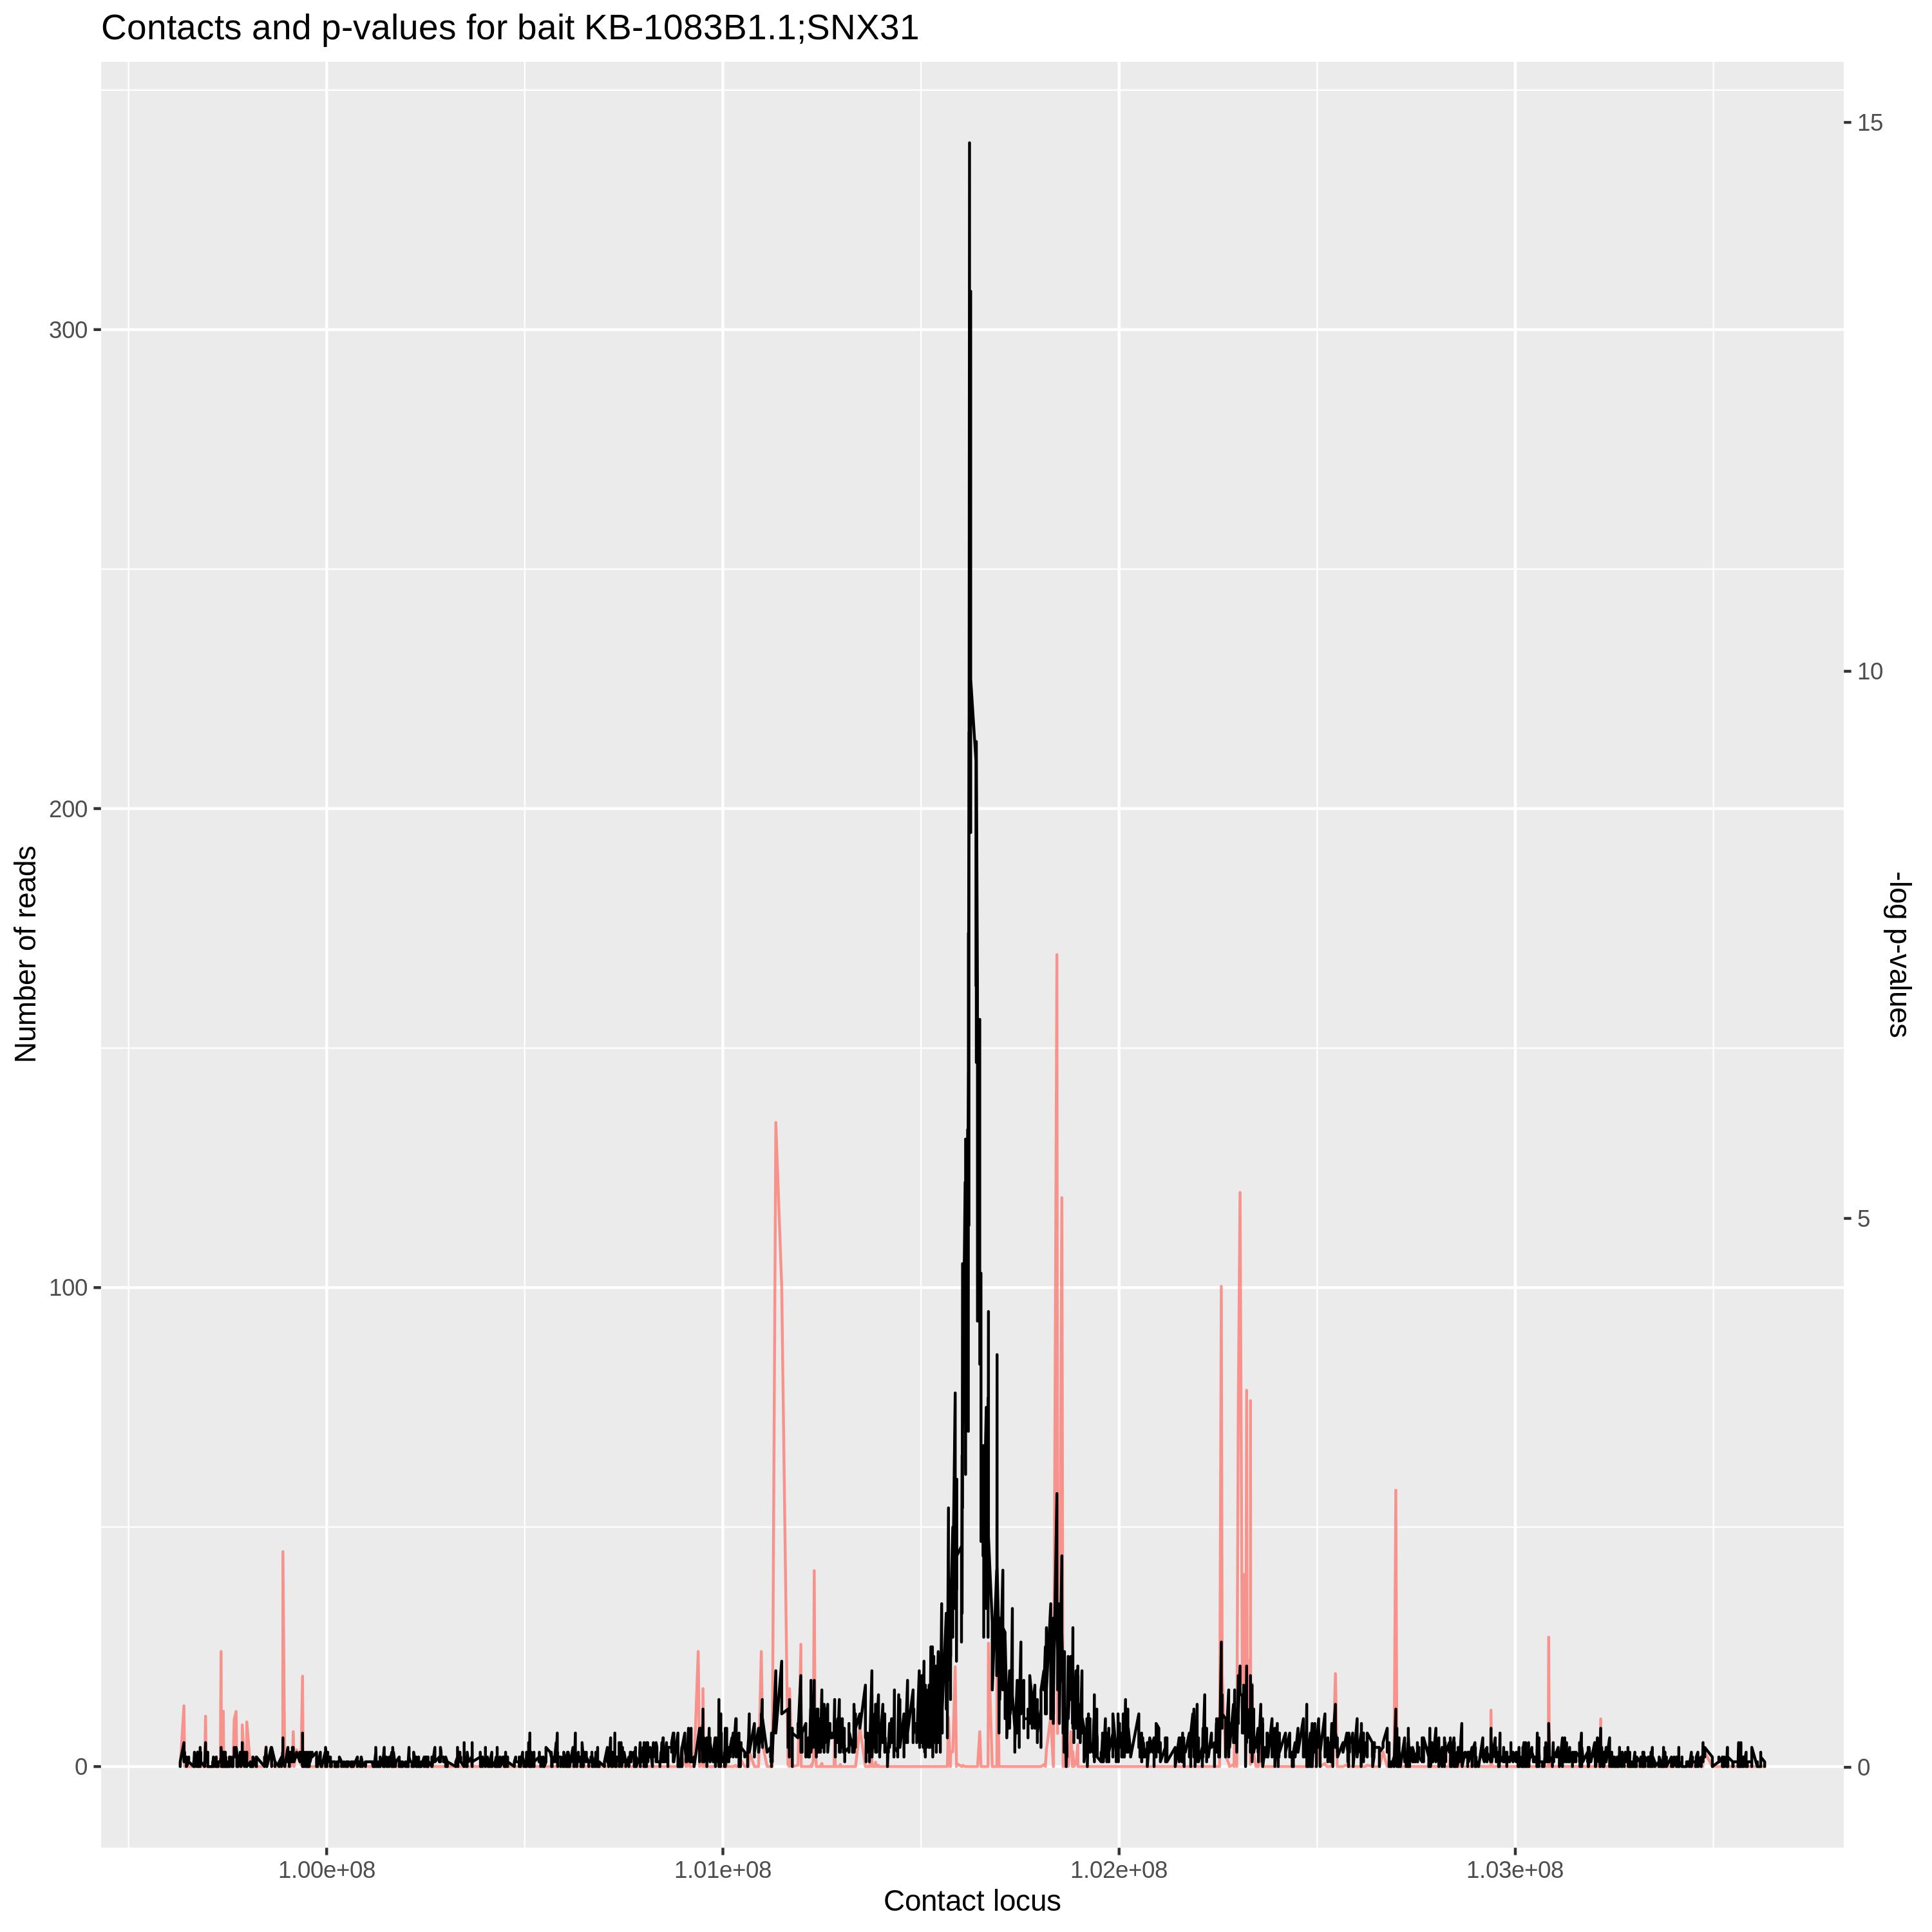 Contacts and p-values for bait KB-1083B1.1;SNX31
15
300
10
200
Number of reads
-log p-values
5
100
0
0
1.00e+08
1.01e+08
1.02e+08
1.03e+08
Contact locus